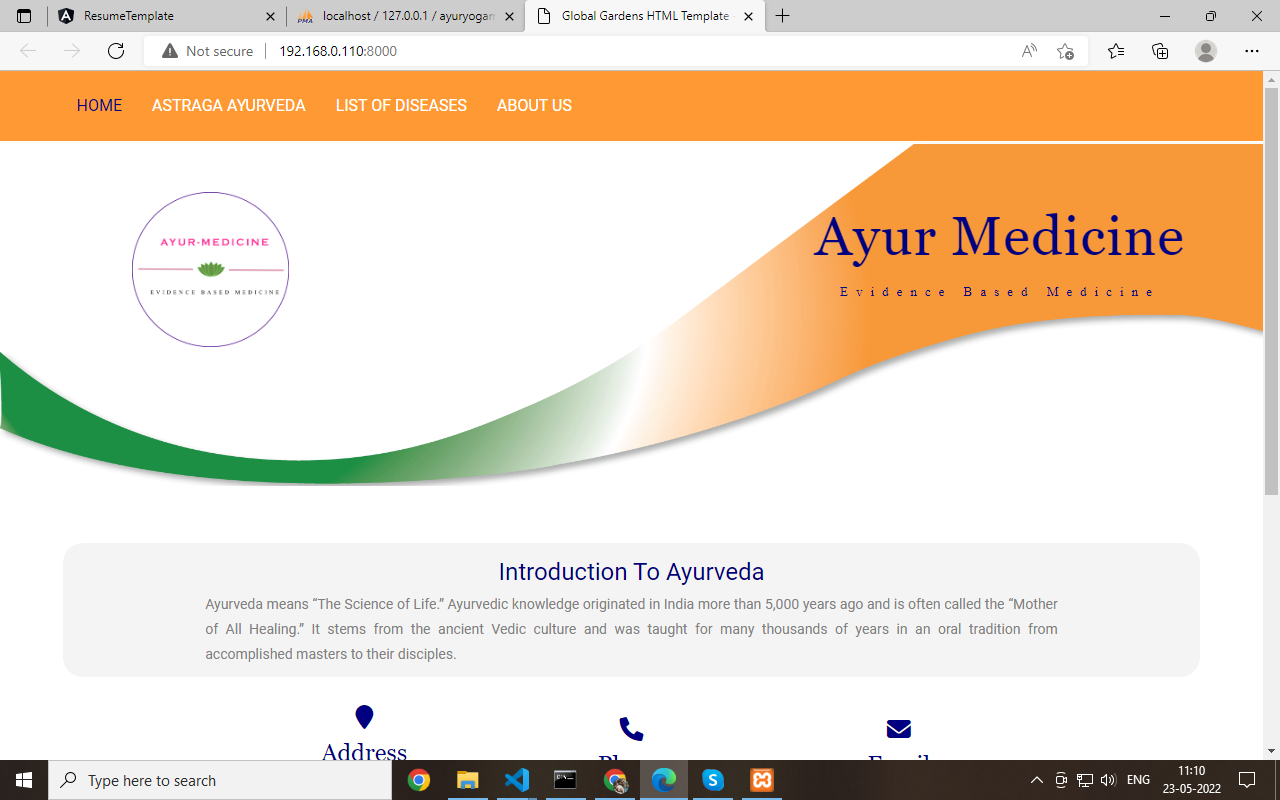 ResumeTemplate
localhost / 127.0.0.1 / ayuryogam
Global Gardens HTML Template
Not secure
192.168.0.110:8000
HOME
ASTRAGA AYURVEDA
LIST OF DISEASES
ABOUT US
AYUR-MEDICINE
EVIDENCE BASED MEDICINE
Ayur Medicine
Evidence Based Medicine
Introduction To Ayurveda
Ayurveda means “The Science of Life.” Ayurvedic knowledge originated in India more than 5,000 years ago and is often called the “Mother
of All Healing.” It stems from the ancient Vedic culture and was taught for many thousands of years in an oral tradition from
accomplished masters to their disciples.
Address
Type here to search
ENG
11:10
23-05-2022